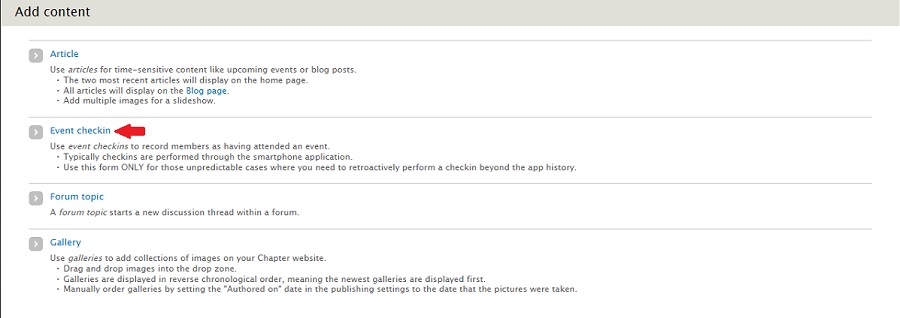 Add content
Article
Use articles for time-sensitive content like upcoming events or blog posts.
• The two most recent articles will display on the home page.
• All articles will display on the Blog page.
• Add multiple images for a slideshow.
Event checkin
Use event checkins to record members as having attended an event.
• Typically checkins are performed through the smartphone application.
• Use this form ONLY for those unpredictable cases where you need to retroactively perform a checkin beyond the app history.
Forum topic
A forum topic starts a new discussion thread within a forum.
Gallery
Use galleries to add collections of images on your Chapter website.
• Drag and drop images into the drop zone.
• Galleries are displayed in reverse chronological order, meaning the newest galleries are displayed first.
• Manually order galleries by setting the "Authored on" date in the publishing settings to the date that the pictures were taken.